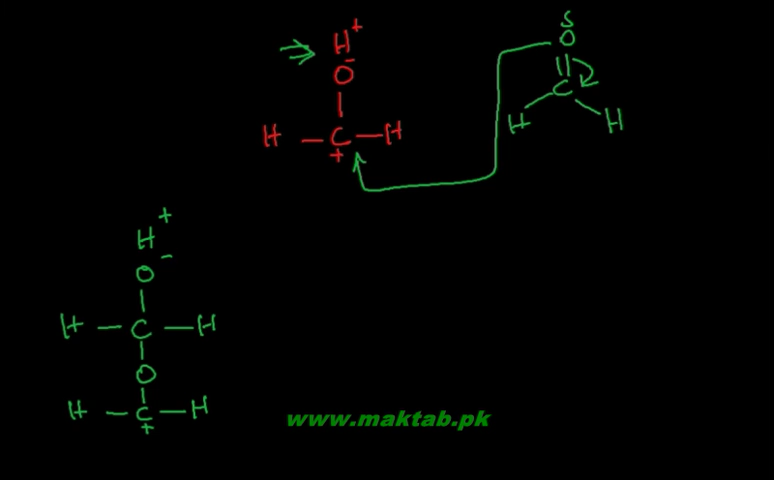 H+
O-
H – C – H
+
S
O
||
C
H H
H+
O-
H – C – H
O
H – C – H
+
www.maktab.pk